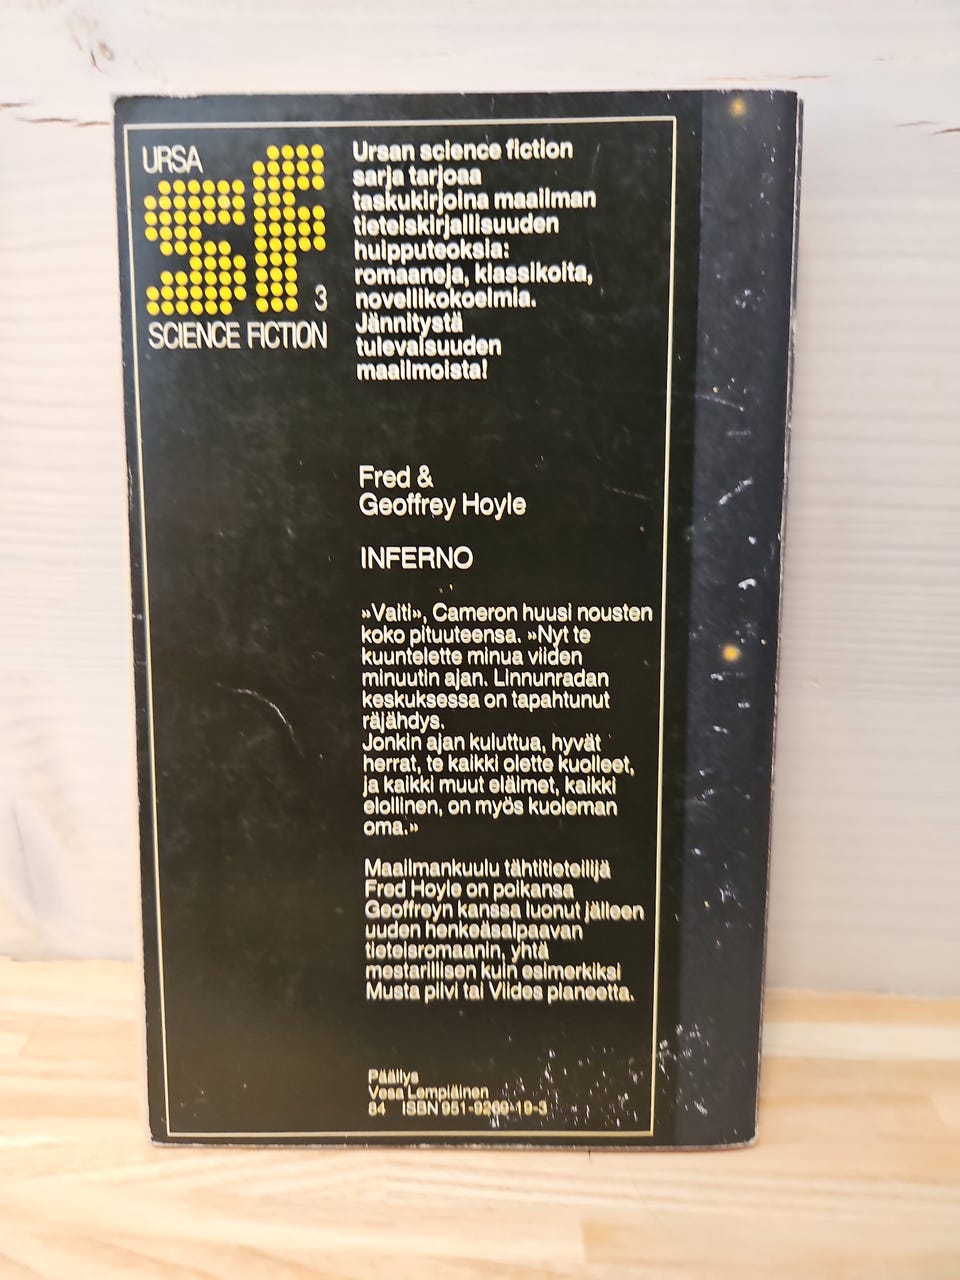 URSA
sf
3
SCIENCE FICTION
Ursan science fiction
sarja tarjoaa
taskukirjoina maailman
tieteiskirjallisuuden
huipputeoksia:
romaaneja, klassikoita,
novellikokoelmia.
Jännitystä
tulevaisuuden
maailmoista!
Fred &
Geoffrey Hoyle
INFERNO
»Vaiti», Cameron huusi nousten
koko pituuteensa. »Nyt te
kuuntelette minua viiden
minuutin ajan. Linnunradan
keskuksessa on tapahtunut
räjähdys.
Jonkin ajan kuluttua, hyvät
herrat, te kaikki olette kuolleet,
ja kaikki muut eläimet, kaikki
elollinen, on myös kuoleman
oma.»
Maailmankuulu tähtitieteilijä
Fred Hoyle on poikansa
Geoffreyn kanssa luonut jälleen
uuden henkeäsalpaavan
tieteisromaanin, yhtä
mestarillisen kuin esimerkiksi
Musta pilvi tai Viides planeetta.
Päällys
Vesa Lempiäinen
84 ISBN 951-9269-19-3